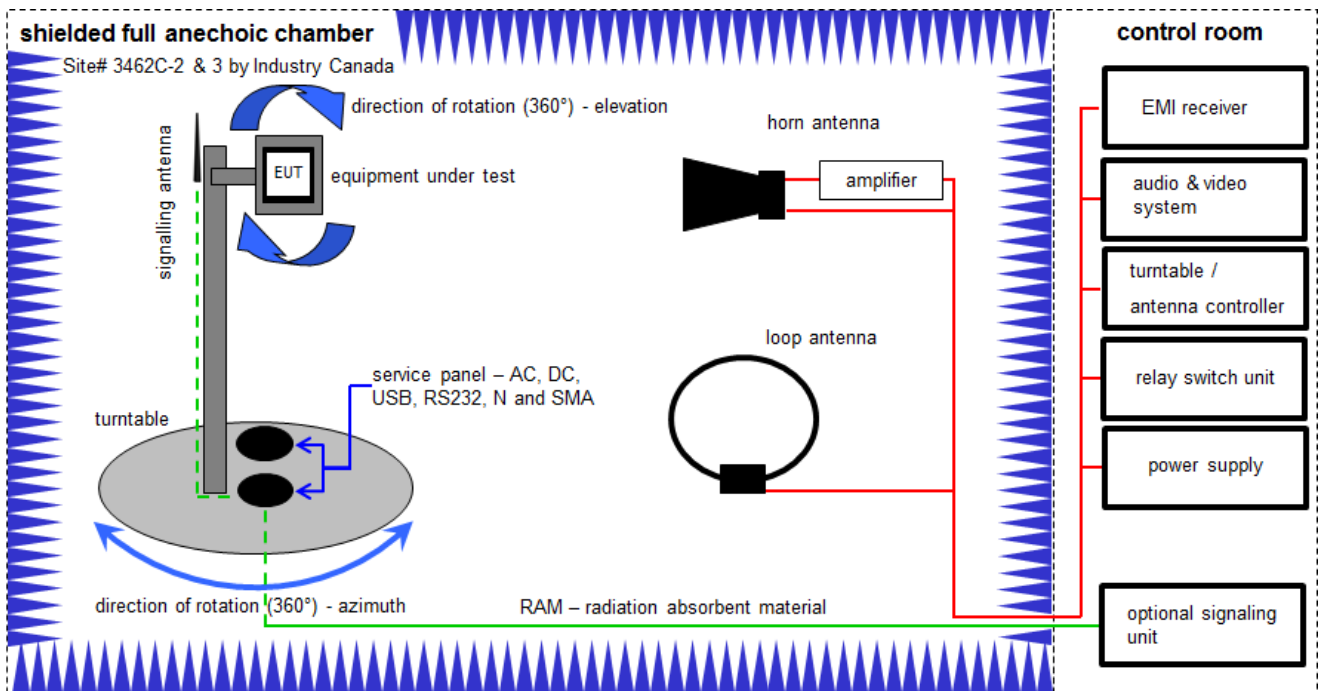 shielded full anechoic chamber
Site# 3462C-2 & 3 by Industry Canada
direction of rotation (360°) - elevation
signalling antenna
EUT
equipment under test
horn antenna
amplifier
loop antenna
service panel – AC, DC,
USB, RS232, N and SMA
turntable
direction of rotation (360°) - azimuth
RAM – radiation absorbent material
control room
EMI receiver
audio & video
system
turntable /
antenna controller
relay switch unit
power supply
optional signaling
unit